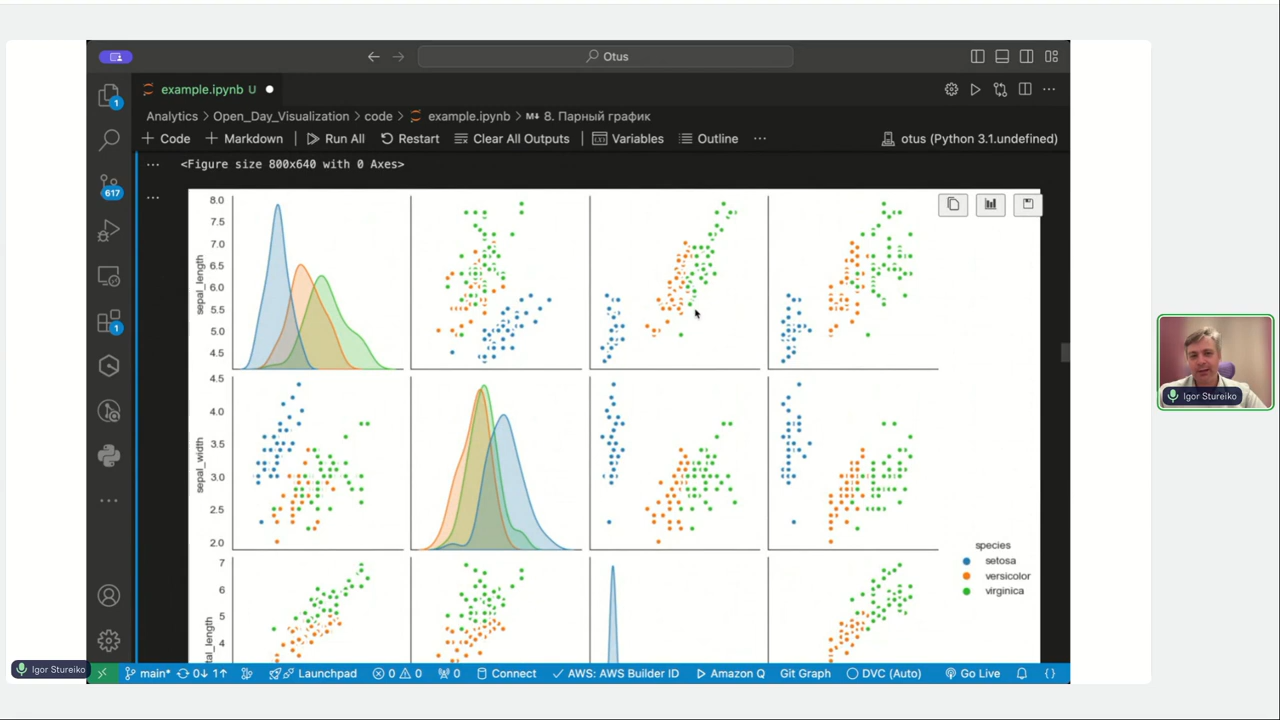 Otus
example.ipynb U
Analytics > Open_Day_Visualization > code > example.ipynb > M↓ 8. Парный график
+ Code + Markdown Run All Restart Clear All Outputs Variables Outline ... otus (Python 3.1.undefined)
<Figure size 800x640 with 0 Axes>
sepal_length
8.0
7.5
7.0
6.5
6.0
5.5
5.0
4.5
sepal_width
4.5
4.0
3.5
3.0
2.5
2.0
tal_length
7
6
5
4
species
setosa
versicolor
virginica
1
617
1
Igor Stureiko
Igor Stureiko
main* 0↓ 1↑ Launchpad 0 0 0 Connect AWS: AWS Builder ID Amazon Q Git Graph DVC (Auto) Go Live {}